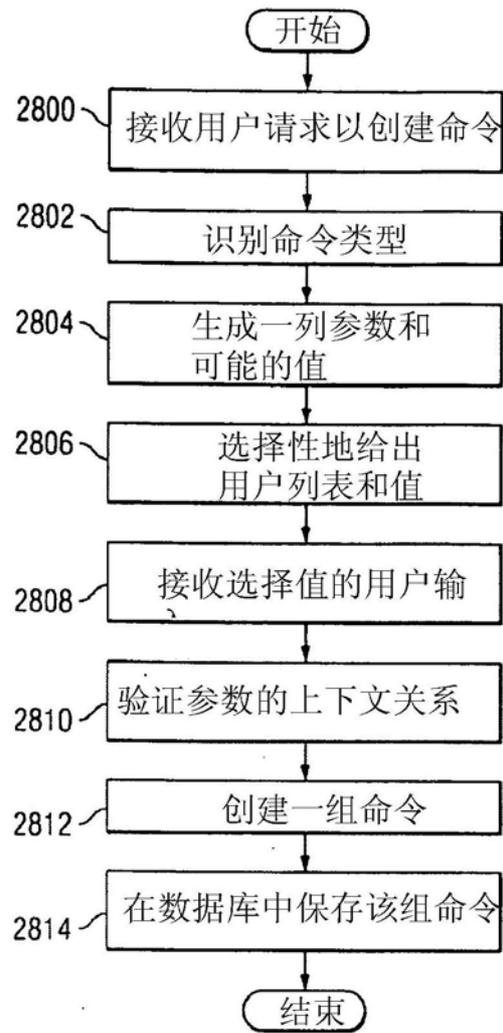 开始
2800
接收用户请求以创建命令
2802
识别命令类型
2804
生成一列参数和
可能的值
2806
选择性地给出
用户列表和值
2808
接收选择值的用户输
2810
验证参数的上下文关系
2812
创建一组命令
2814
在数据库中保存该组命令
结束